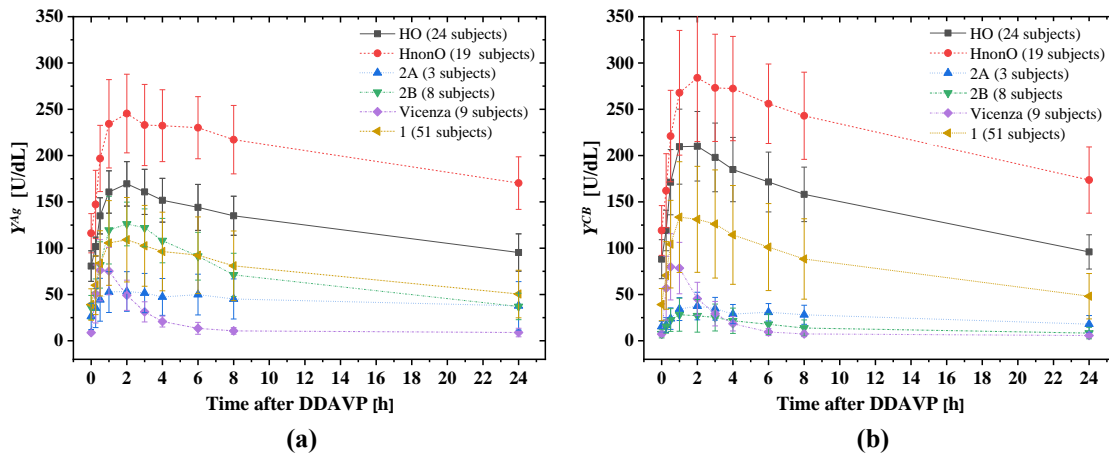 350
300
250
200
150
100
50
0
Y^Ag [U/dL]
HO (24 subjects)
HnonO (19 subjects)
2A (3 subjects)
2B (8 subjects)
Vicenza (9 subjects)
1 (51 subjects)
0 2 4 6 8 10 12 14 16 18 20 22 24
Time after DDAVP [h]
(a)
350
300
250
200
150
100
50
0
Y^CB [U/dL]
HO (24 subjects)
HnonO (19 subjects)
2A (3 subjects)
2B (8 subjects)
Vicenza (9 subjects)
1 (51 subjects)
0 2 4 6 8 10 12 14 16 18 20 22 24
Time after DDAVP [h]
(b)